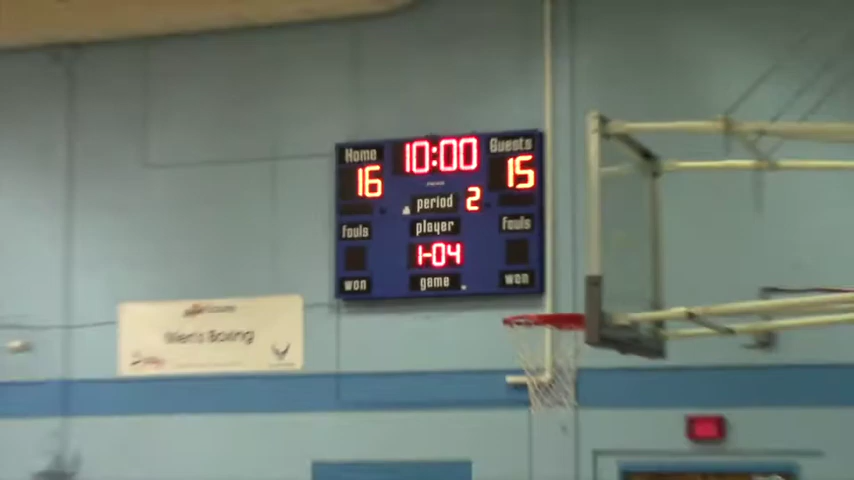 Home 10:00 Guests
16 15
period 2
fouls player fouls
1-04
won game won
Men's Boxing